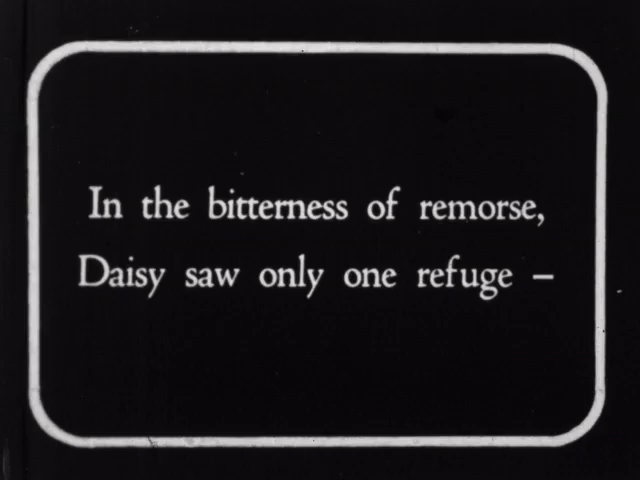 In the bitterness of remorse,
Daisy saw only one refuge –